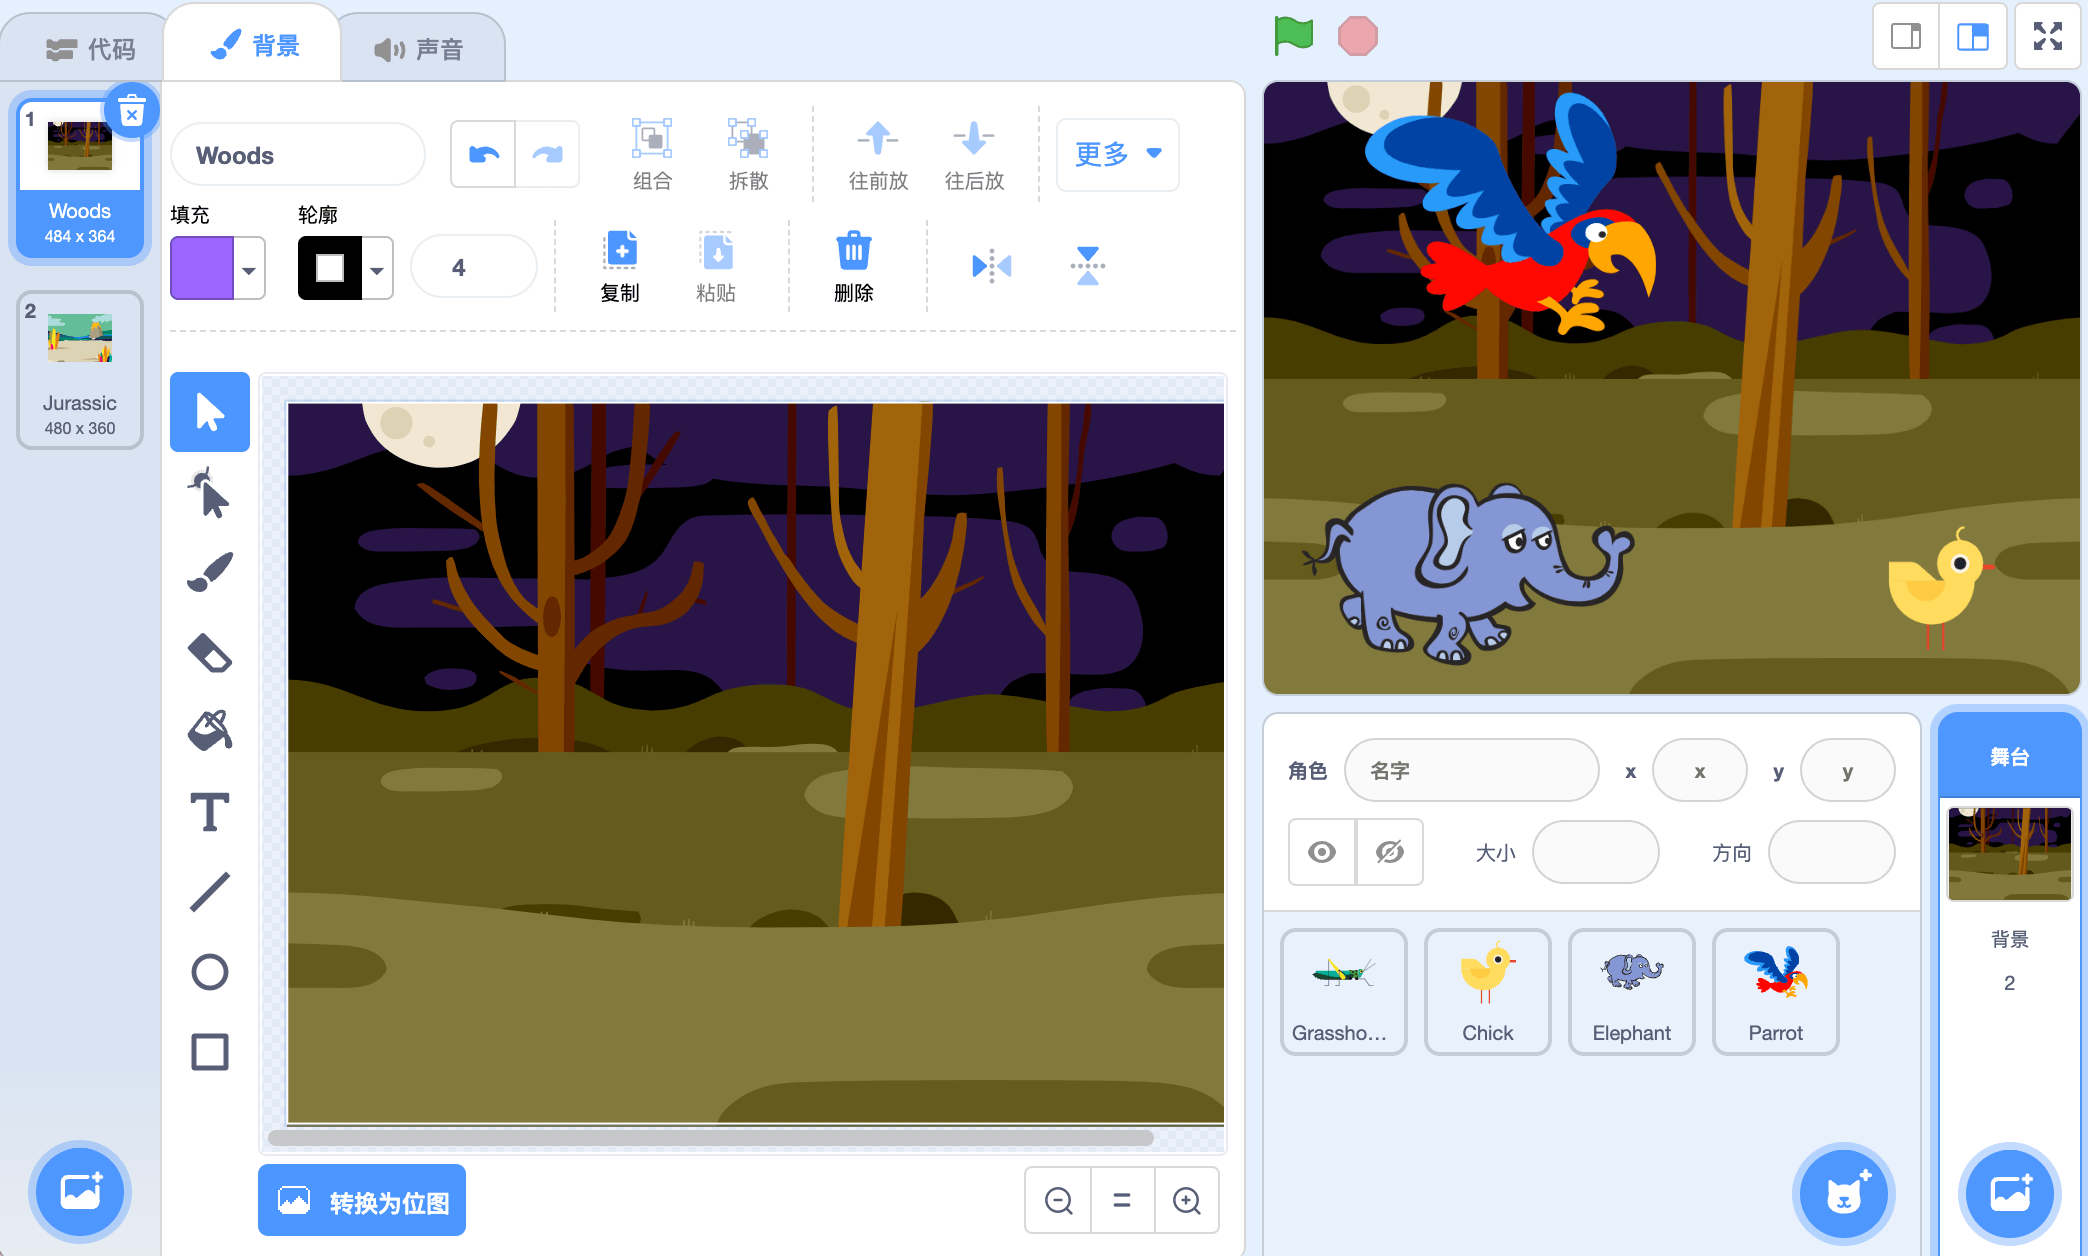 代码
背景
声音
1
Woods
484 x 364
2
Jurassic
480 x 360
Woods
组合
拆散
往前放
往后放
更多
填充
轮廓
4
复制
粘贴
删除
T
转换为位图
=
角色
名字
x
x
y
y
大小
方向
Grassho...
Chick
Elephant
Parrot
舞台
背景
2